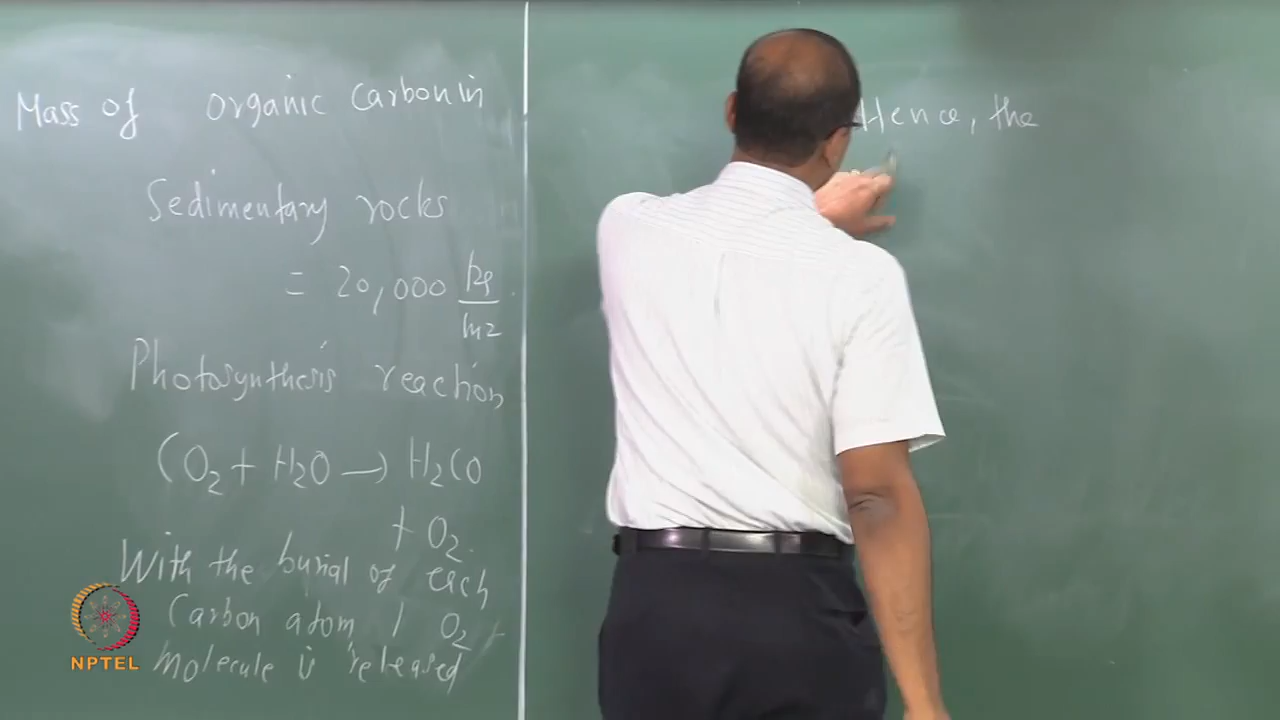 Mass of organic Carbon in
Sedimentary rocks
= 20,000 kg/m2
Photosynthesis reaction
CO2 + H2O → H2CO
+ O2.
With the burial of each
Carbon atom 1 O2
molecule is released
Hence, the
NPTEL